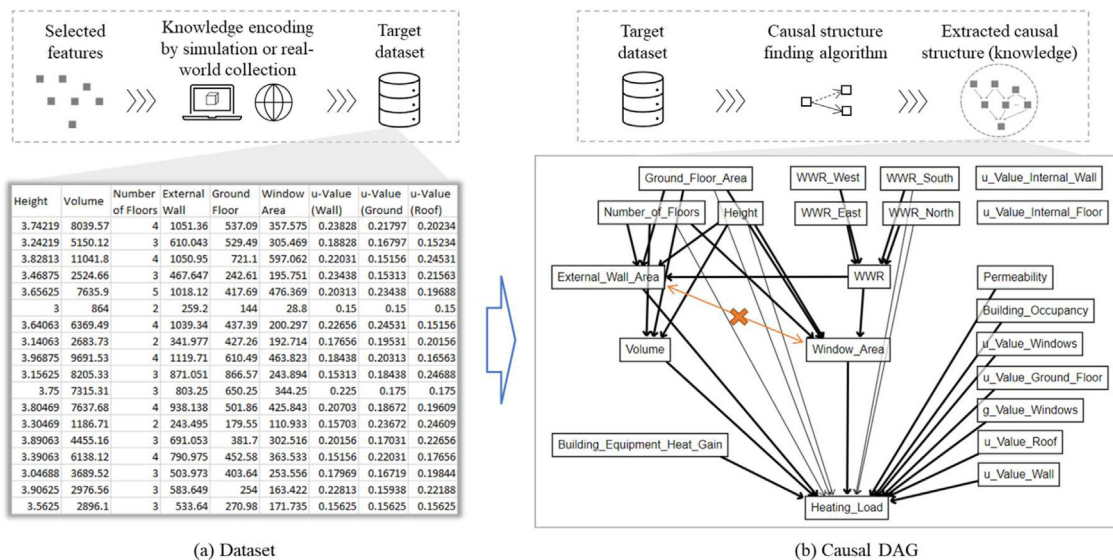 Selected
features
Knowledge encoding
by simulation or real-
world collection
Target
dataset
Target
dataset
Causal structure
finding algorithm
Extracted causal
structure (knowledge)
Height Volume Number of Floors External Wall Ground Floor Window Area u-Value (Wall) u-Value (Ground u-Value (Roof)
3.74219 8039.57 4 1051.36 537.09 357.575 0.23828 0.21797 0.20234
3.24219 5150.12 3 610.043 529.49 305.469 0.18828 0.16797 0.15234
3.82813 11041.8 4 1050.95 721.1 597.062 0.22031 0.15156 0.24531
3.46875 2524.66 3 467.647 242.61 195.751 0.23438 0.15313 0.21563
3.65625 7635.9 5 1018.12 417.69 476.369 0.20313 0.23438 0.19688
3 864 2 259.2 144 28.8 0.15 0.15 0.15
3.64063 6369.49 4 1039.34 437.39 200.297 0.22656 0.24531 0.15156
3.14063 2683.73 2 341.977 427.26 192.714 0.17656 0.19531 0.20156
3.96875 9691.53 4 1119.71 610.49 463.823 0.18438 0.20313 0.16563
3.15625 8205.33 3 871.051 866.57 243.894 0.15313 0.18438 0.24688
3.75 7315.31 3 803.25 650.25 344.25 0.225 0.175 0.175
3.80469 7637.68 4 938.138 501.86 425.843 0.20703 0.18672 0.19609
3.30469 1186.71 2 243.495 179.55 110.933 0.15703 0.23672 0.24609
3.89063 4455.16 3 691.053 381.7 302.516 0.20156 0.17031 0.22656
3.39063 6138.12 4 790.975 452.58 363.533 0.15156 0.22031 0.17656
3.04688 3689.52 3 503.973 403.64 253.556 0.17969 0.16719 0.19844
3.90625 2976.56 3 583.649 254 163.422 0.22813 0.15938 0.22188
3.5625 2896.1 3 533.64 270.98 171.735 0.15625 0.15625 0.15625
Ground_Floor_Area
WWR_West
WWR_South
u_Value_Internal_Wall
Number_of_Floors
Height
WWR_East
WWR_North
u_Value_Internal_Floor
External_Wall_Area
WWR
Permeability
Building_Occupancy
Volume
Window_Area
u_Value_Windows
u_Value_Ground_Floor
g_Value_Windows
Building_Equipment_Heat_Gain
u_Value_Roof
u_Value_Wall
Heating_Load
(a) Dataset
(b) Causal DAG